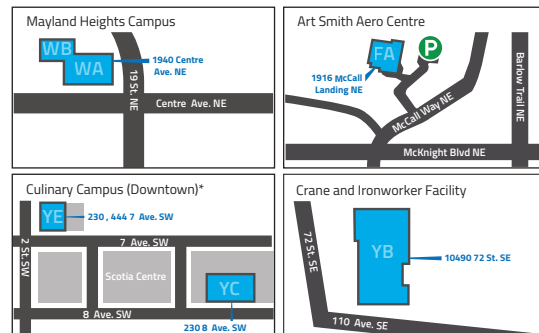 Mayland Heights Campus
WB
WA
1940 Centre
Ave. NE
19 St. NE
Centre Ave. NE
Art Smith Aero Centre
FA
P
1916 McCall
Landing NE
McCall Way NE
Barlow Trail NE
McKnight Blvd NE
Culinary Campus (Downtown)*
YE
230 , 444 7 Ave. SW
2 St. SW
7 Ave. SW
Scotia Centre
YC
8 Ave. SW
230 8 Ave. SW
Crane and Ironworker Facility
72 St. SE
YB
10490 72 St. SE
110 Ave. SE